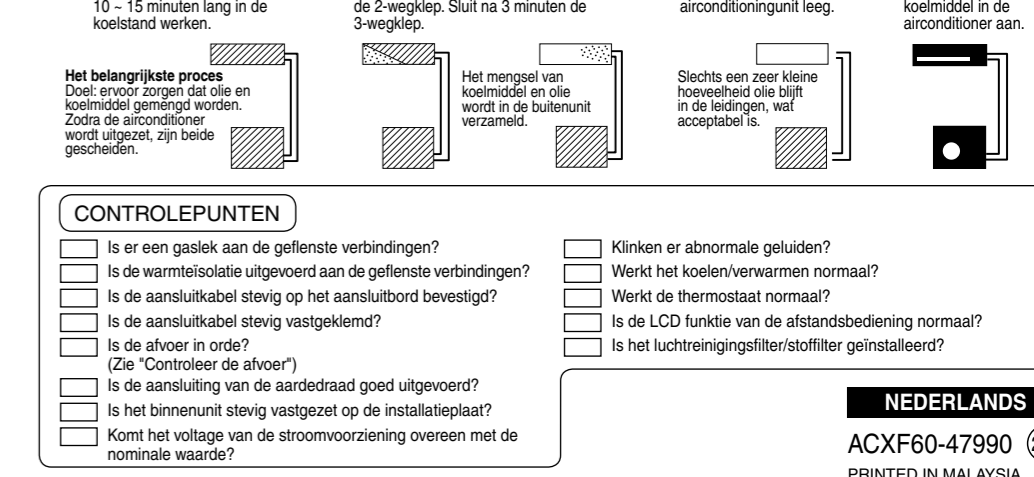 10 ~ 15 minuten lang in de
koelstand werken.
de 2-wegklep. Sluit na 3 minuten de
3-wegklep.
airconditioningunit leeg.
koelmiddel in de
airconditioner aan.
Het belangrijkste proces
Doel: ervoor zorgen dat olie en
koelmiddel gemengd worden.
Zodra de airconditioner
wordt uitgezet, zijn beide
gescheiden.
Het mengsel van
koelmiddel en olie
wordt in de buitenunit
verzameld.
Slechts een zeer kleine
hoeveelheid olie blijft
in de leidingen, wat
acceptabel is.
CONTROLEPUNTEN
Is er een gaslek aan de geflenste verbindingen?
Is de warmteïsolatie uitgevoerd aan de geflenste verbindingen?
Is de aansluitkabel stevig op het aansluitbord bevestigd?
Is de aansluitkabel stevig vastgeklemd?
Is de afvoer in orde?
(Zie "Controleer de afvoer")
Is de aansluiting van de aardedraad goed uitgevoerd?
Is het binnenunit stevig vastgezet op de installatieplaat?
Komt het voltage van de stroomvoorziening overeen met de
nominale waarde?
Klinken er abnormale geluiden?
Werkt het koelen/verwarmen normaal?
Werkt de thermostaat normaal?
Is de LCD funktie van de afstandsbediening normaal?
Is het luchtreinigingsfilter/stoffilter geïnstalleerd?
NEDERLANDS
ACXF60-47990
PRINTED IN MALAYSIA